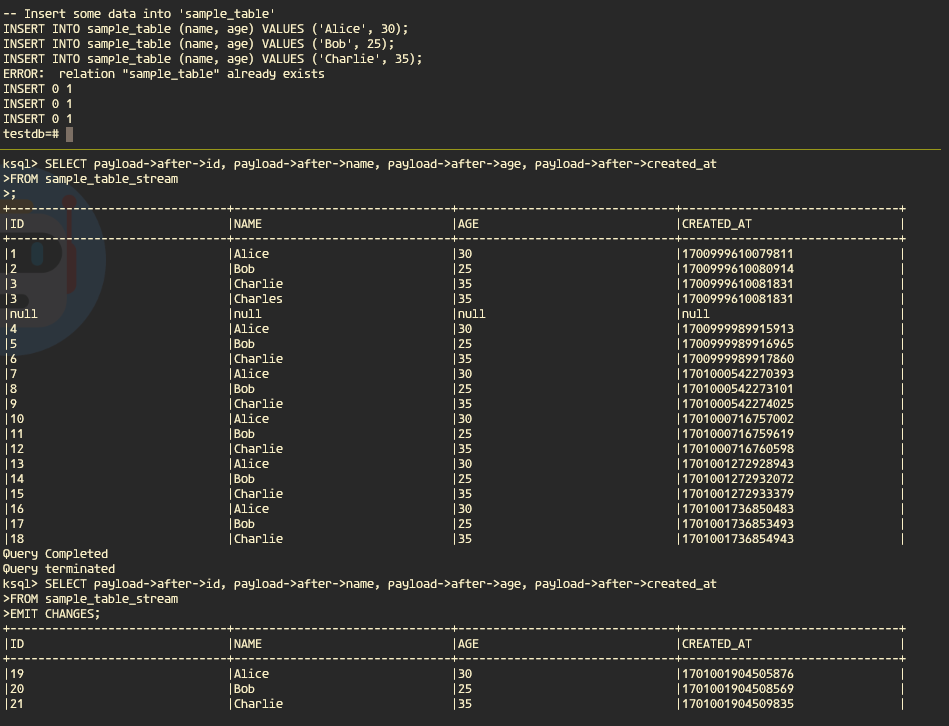 -- Insert some data into 'sample_table'
INSERT INTO sample_table (name, age) VALUES ('Alice', 30);
INSERT INTO sample_table (name, age) VALUES ('Bob', 25);
INSERT INTO sample_table (name, age) VALUES ('Charlie', 35);
ERROR:  relation "sample_table" already exists
INSERT 0 1
INSERT 0 1
INSERT 0 1
testdb=#
ksql> SELECT payload->after->id, payload->after->name, payload->after->age, payload->after->created_at
>FROM sample_table_stream
>;
+---------------------------+---------------------------+---------------------------+---------------------------+
|ID |NAME |AGE |CREATED_AT |
+---------------------------+---------------------------+---------------------------+---------------------------+
|1 |Alice |30 |1700999610079811 |
|2 |Bob |25 |1700999610080914 |
|3 |Charlie |35 |1700999610081831 |
|3 |Charles |35 |1700999610081831 |
|null |null |null |null |
|4 |Alice |30 |1700999989915913 |
|5 |Bob |25 |1700999989916965 |
|6 |Charlie |35 |1700999989917860 |
|7 |Alice |30 |1701000542270393 |
|8 |Bob |25 |1701000542273101 |
|9 |Charlie |35 |1701000542274025 |
|10 |Alice |30 |1701000716757002 |
|11 |Bob |25 |1701000716759619 |
|12 |Charlie |35 |1701000716760598 |
|13 |Alice |30 |1701001272928943 |
|14 |Bob |25 |1701001272932072 |
|15 |Charlie |35 |1701001272933379 |
|16 |Alice |30 |1701001736850483 |
|17 |Bob |25 |1701001736853493 |
|18 |Charlie |35 |1701001736854943 |
Query Completed
Query terminated
ksql> SELECT payload->after->id, payload->after->name, payload->after->age, payload->after->created_at
>FROM sample_table_stream
>EMIT CHANGES;
+---------------------------+---------------------------+---------------------------+---------------------------+
|ID |NAME |AGE |CREATED_AT |
+---------------------------+---------------------------+---------------------------+---------------------------+
|19 |Alice |30 |1701001904505876 |
|20 |Bob |25 |1701001904508569 |
|21 |Charlie |35 |1701001904509835 |